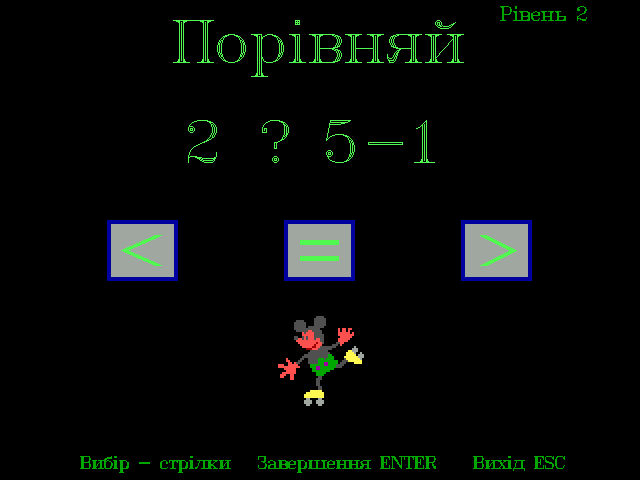 Рівень 2
Порівняй
2 ? 5-1
< = >
Вибір - стрілки Завершення ENTER Вихід ESC